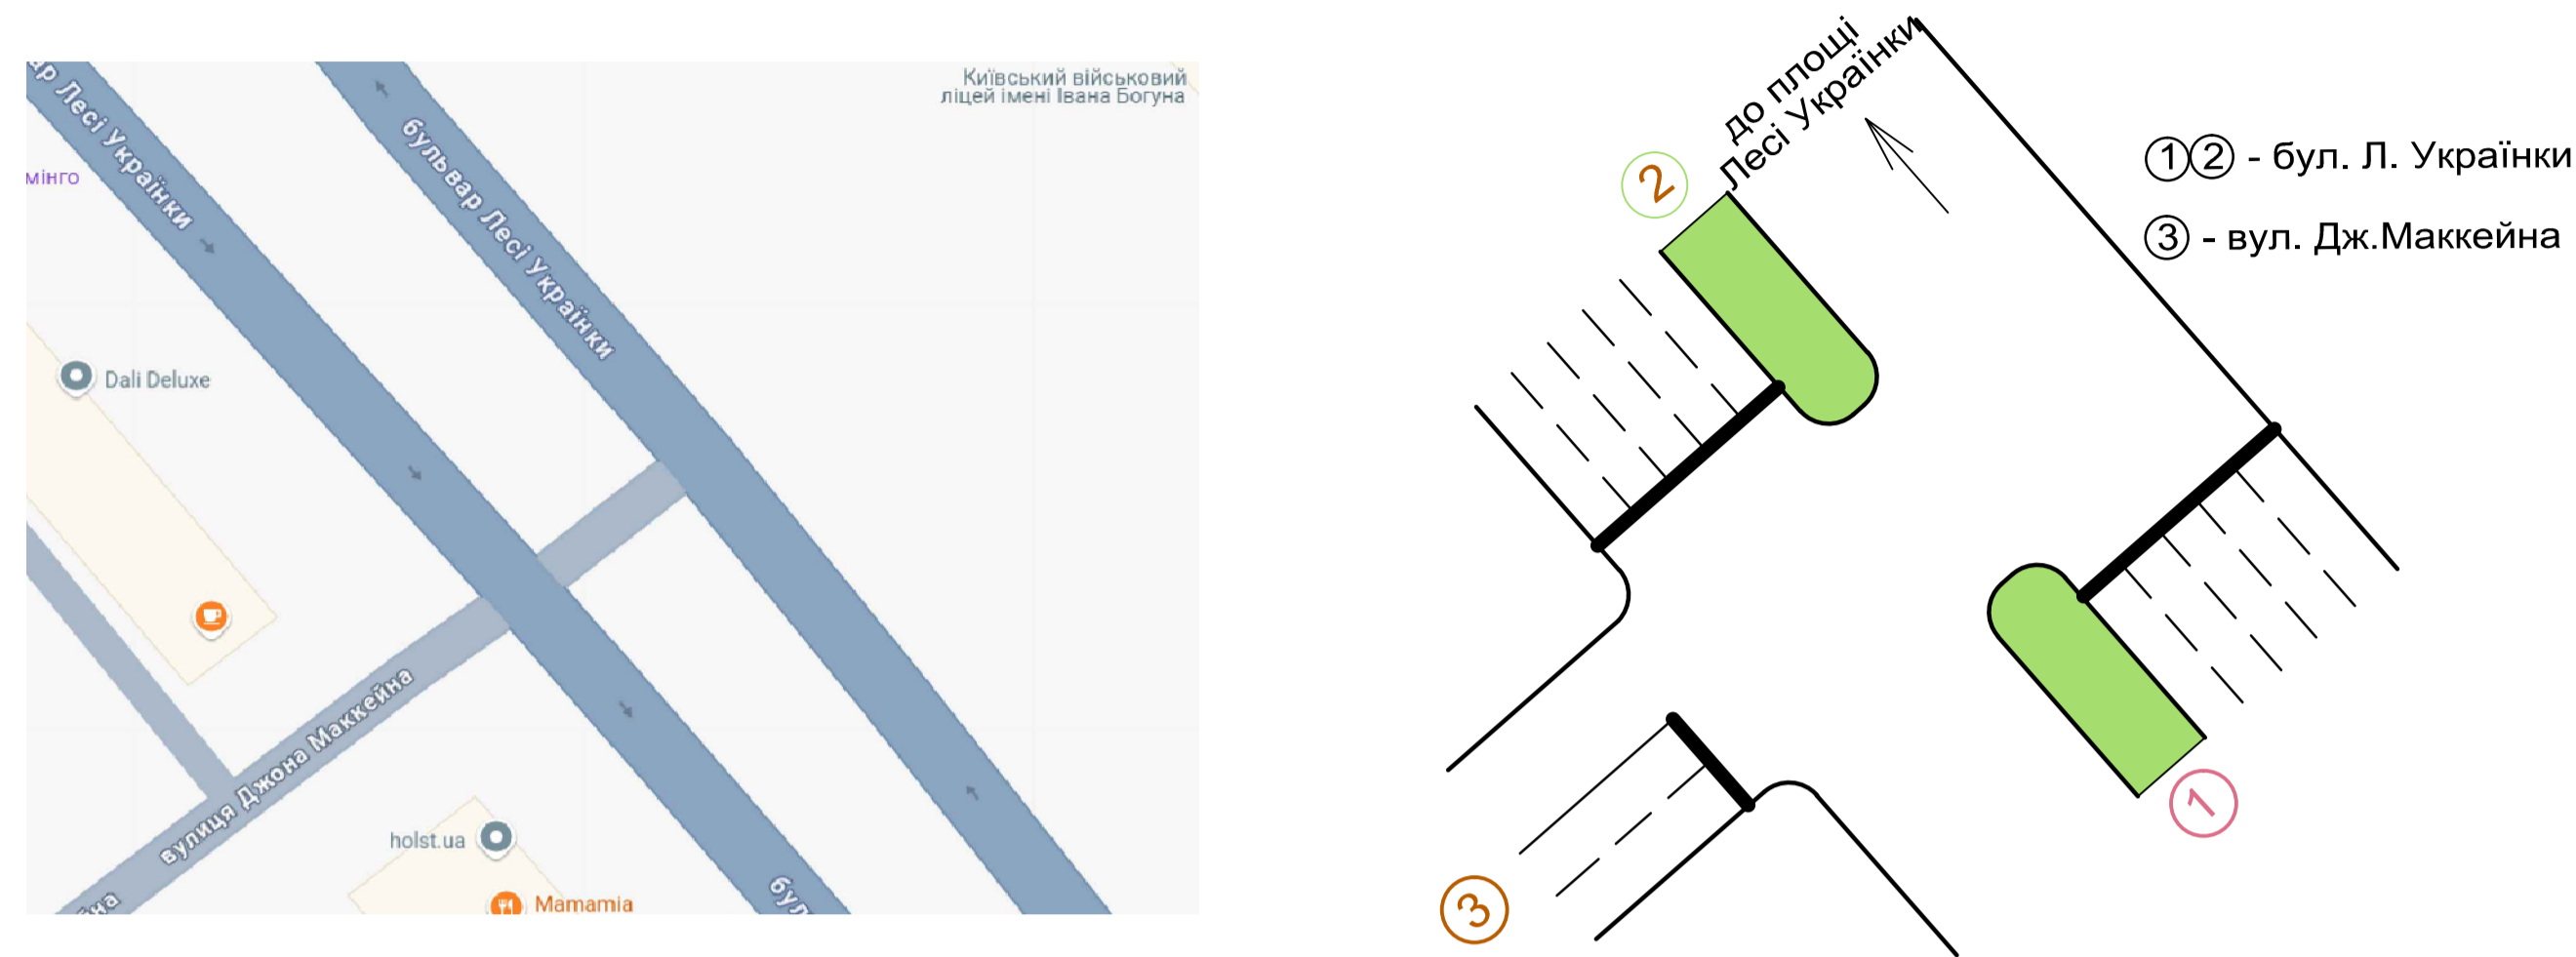 Київський військовий
ліцей імені Івана Богуна
Лесі Українки
бульвар Лесі Українки
мінго
Dali Deluxe
вулиця Джона Маккейна
holst.ua
Mamamia
до площі
Лесі Українки
2
1
3
12 - бул. Л. Українки
3 - вул. Дж.Маккейна